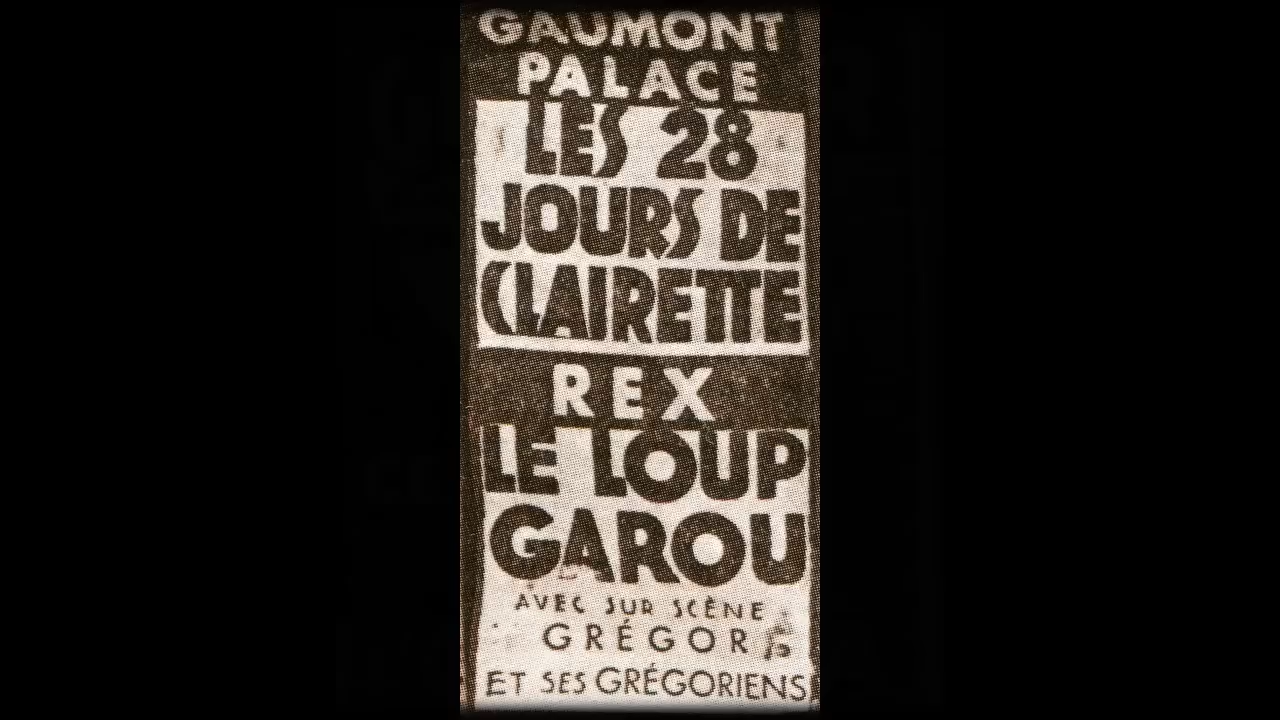 GAUMONT
PALACE
LES 28
JOURS DE
CLAIRETTE
REX
LE LOUP
GAROU
AVEC SUR SCÈNE
GRÉGOR
ET SES GRÉGORIENS